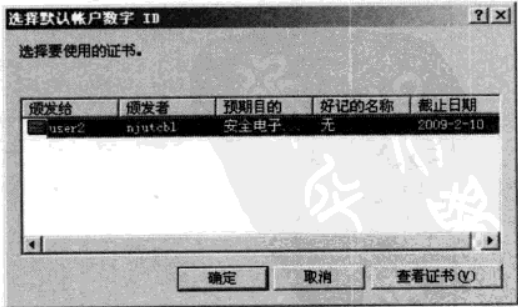 选择默认帐户数字 ID
选择要使用的证书。
颁发给 颁发者 预期目的 好记的名称 截止日期
user2 njutcbl 安全电子... 无 2009-2-10
确定 取消 查看证书(V)